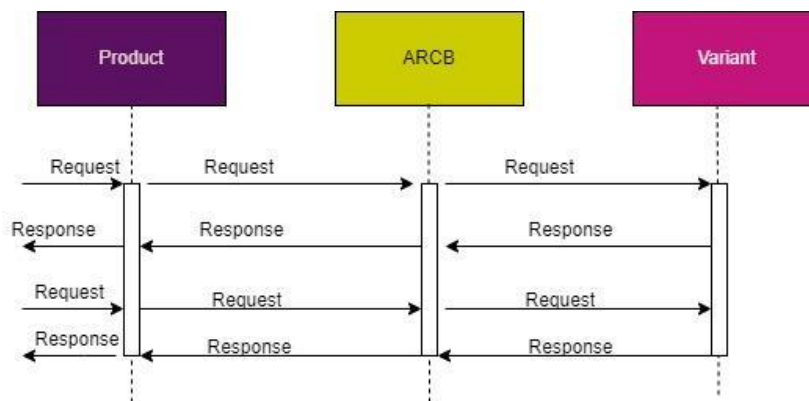 Product
ARCB
Variant
Request
Request
Request
Response
Response
Response
Request
Request
Request
Response
Response
Response